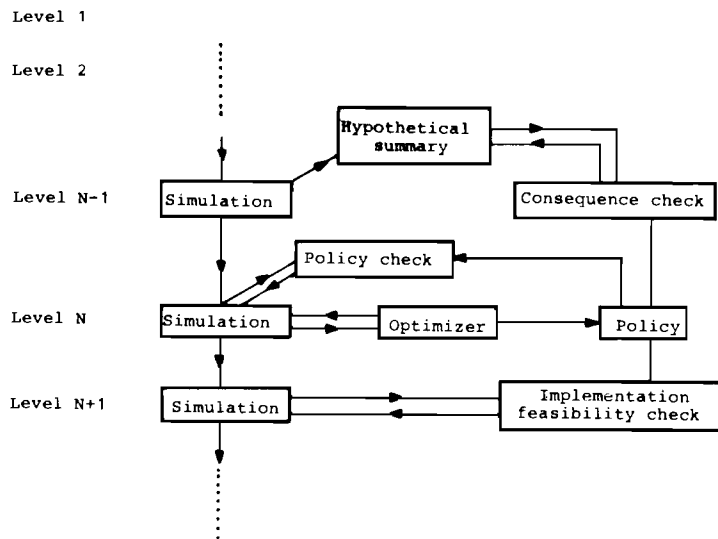 Level 1
Level 2
Hypothetical
summary
Level N-1
Simulation
Consequence check
Policy check
Level N
Simulation
Optimizer
Policy
Level N+1
Simulation
Implementation
feasibility check